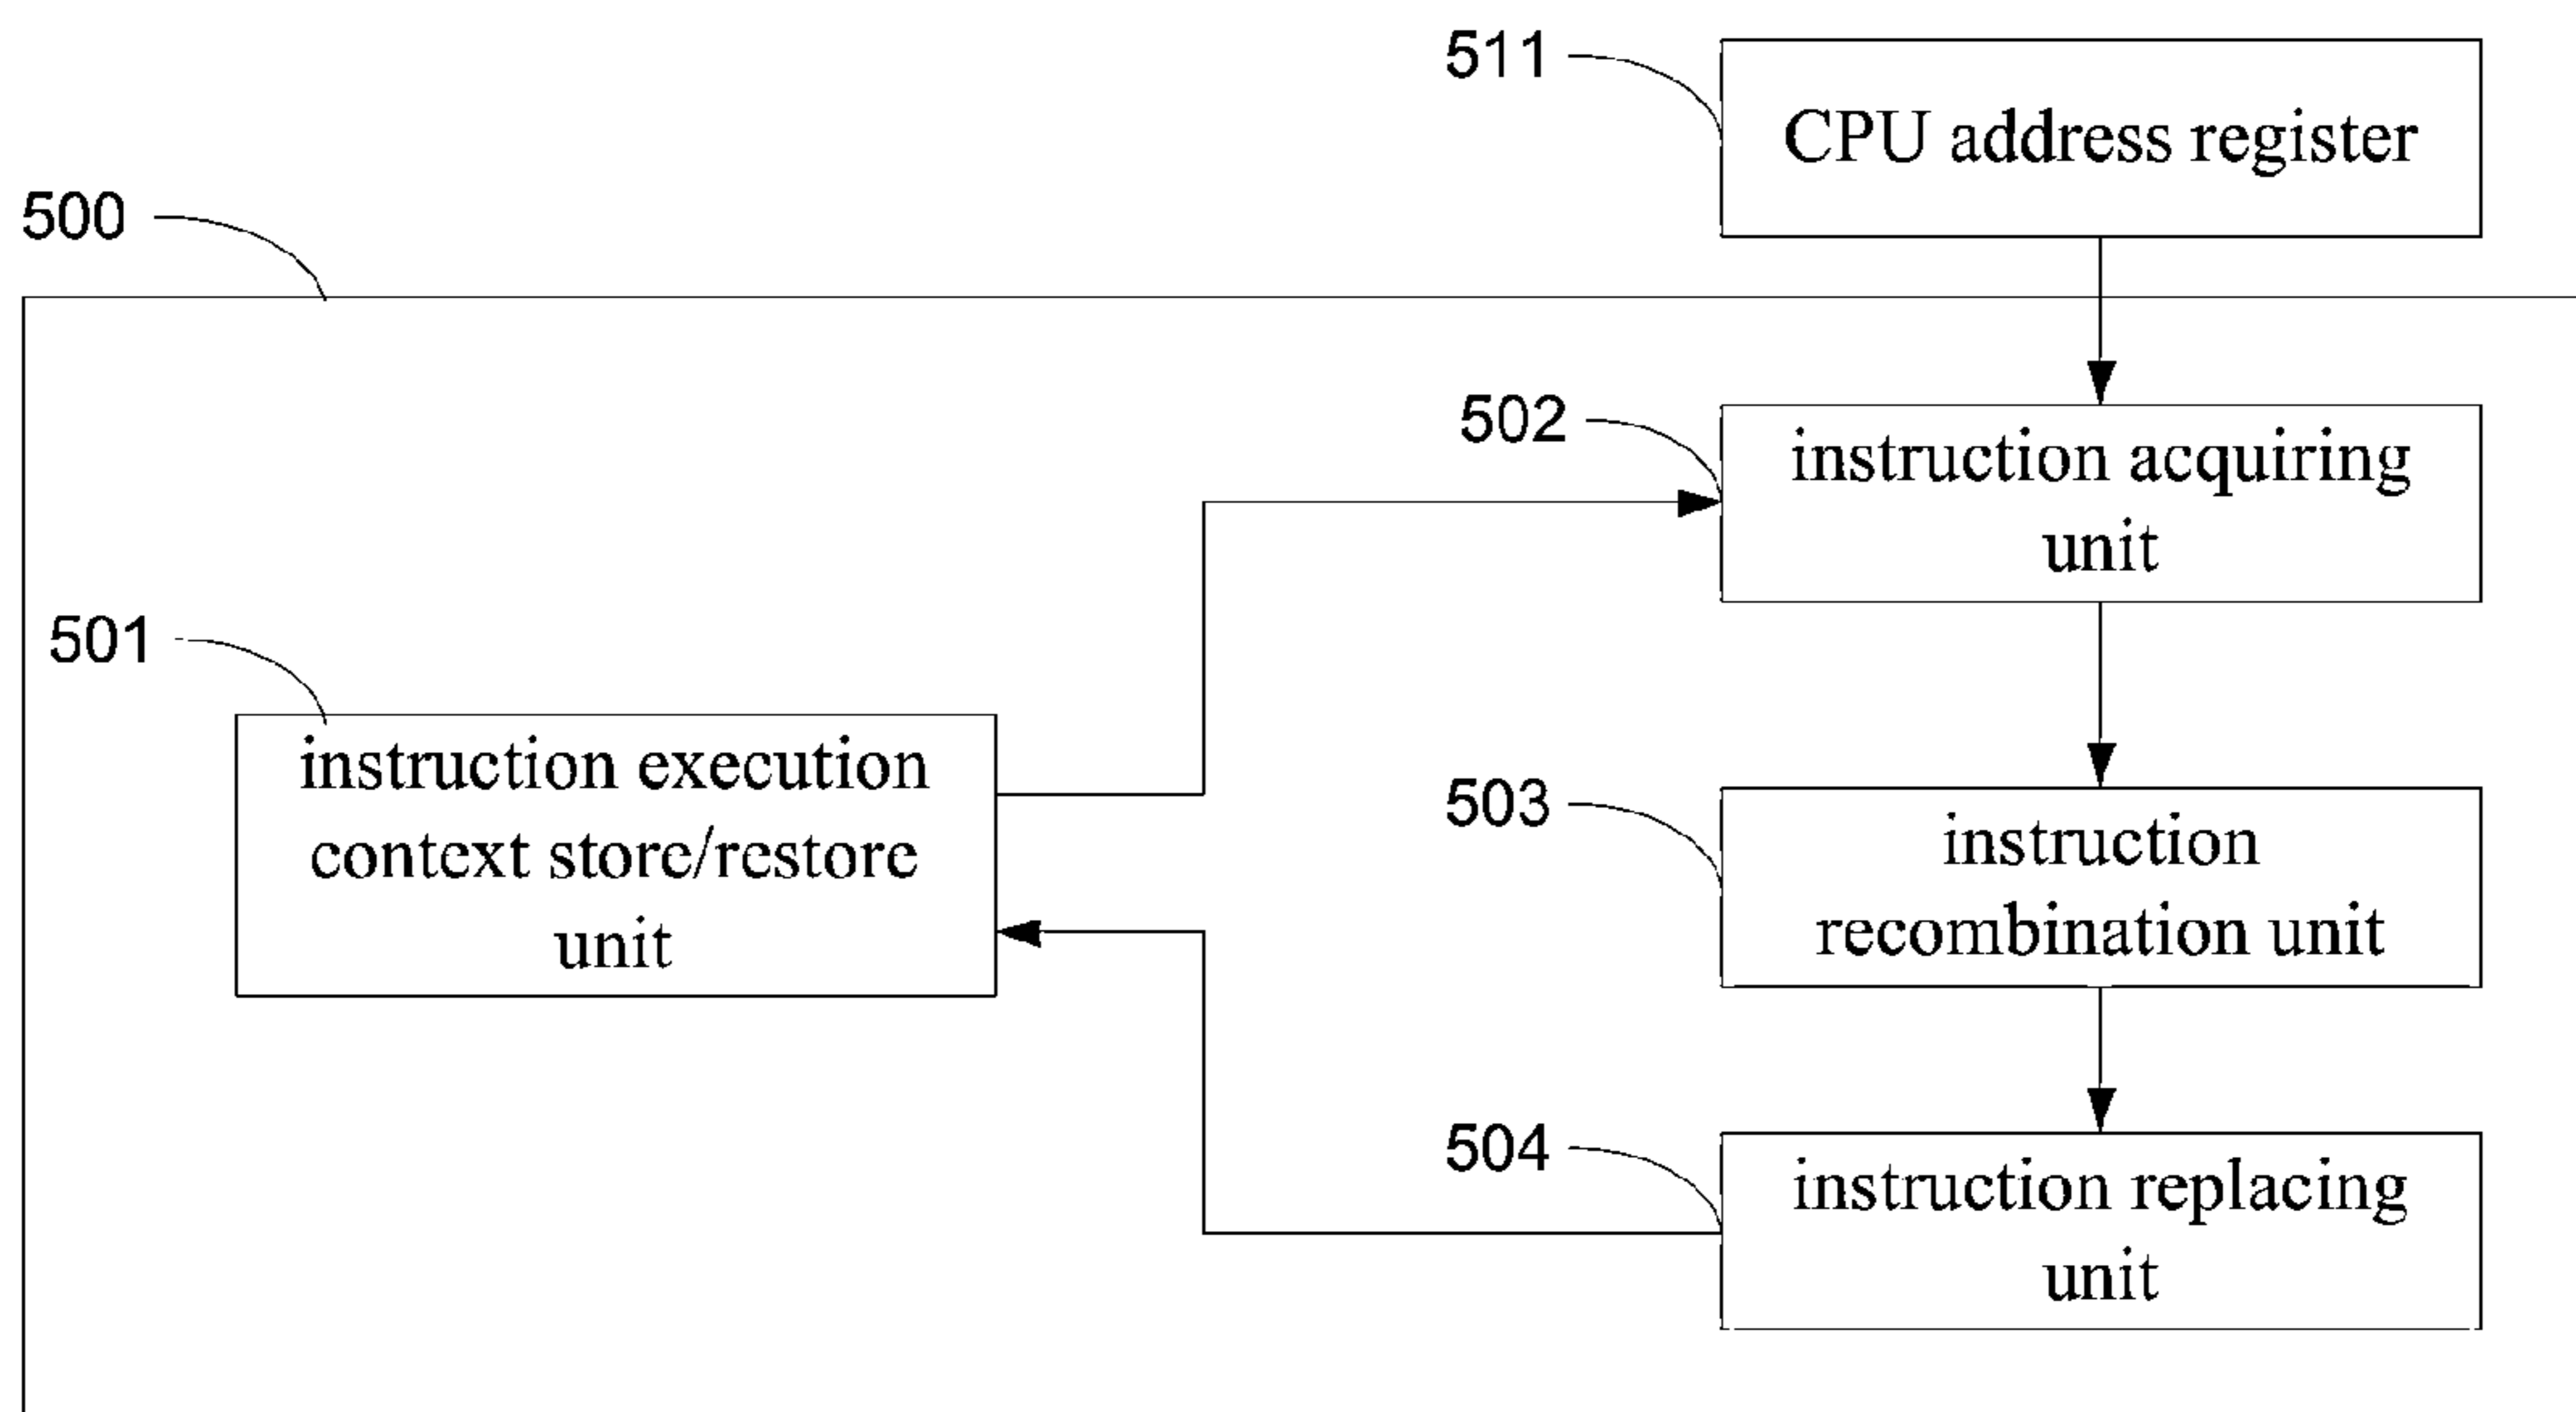 511
CPU address register
500
502
instruction acquiring
unit
501
instruction execution
context store/restore
unit
503
instruction
recombination unit
504
instruction replacing
unit